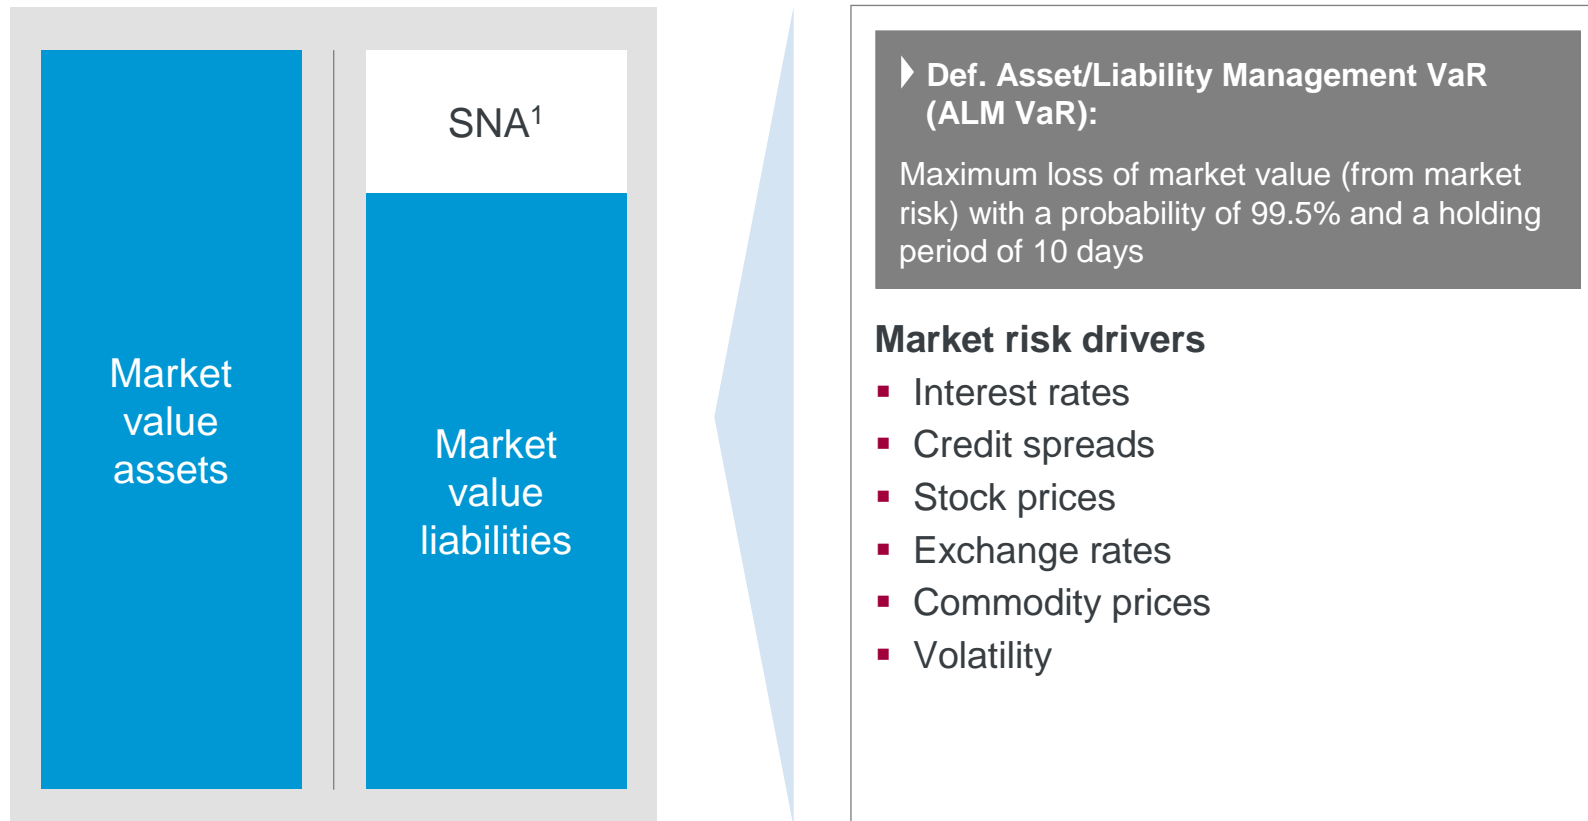 Market
value
assets
SNA¹
Market
value
liabilities
Def. Asset/Liability Management VaR
(ALM VaR):
Maximum loss of market value (from market
risk) with a probability of 99.5% and a holding
period of 10 days
Market risk drivers
▪ Interest rates
▪ Credit spreads
▪ Stock prices
▪ Exchange rates
▪ Commodity prices
▪ Volatility